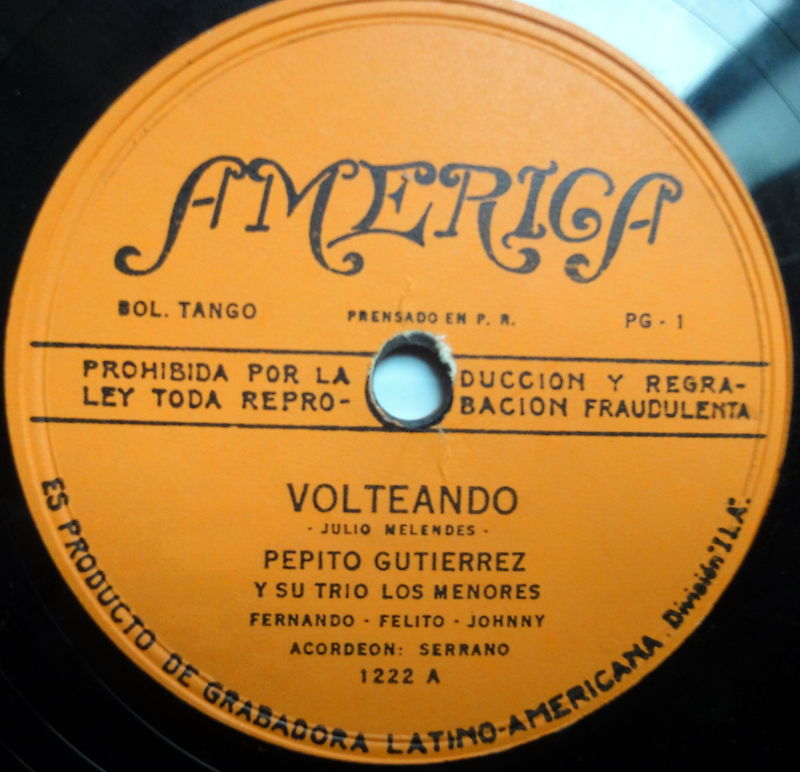 AMERICA
BOL. TANGO PRENSADO EN P. R. PG - 1
PROHIBIDA POR LA DUCCION Y REGRA-
LEY TODA REPRO- BACION FRAUDULENTA
VOLTEANDO
- JULIO MELENDES -
PEPITO GUTIERREZ
Y SU TRIO LOS MENORES
FERNANDO - FELITO - JOHNNY
ACORDEON: SERRANO
1222 A
ES PRODUCTO DE GRABADORA LATINO-AMERICANA División "I.L.A".